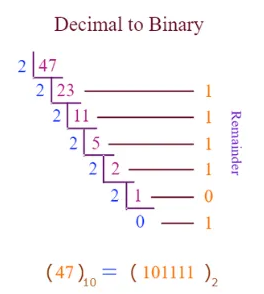 Decimal to Binary
2 47
2 23 1
2 11 1
2 5 1
2 2 1
2 1 0
0 1
Remainder
(47)10 = (101111)2